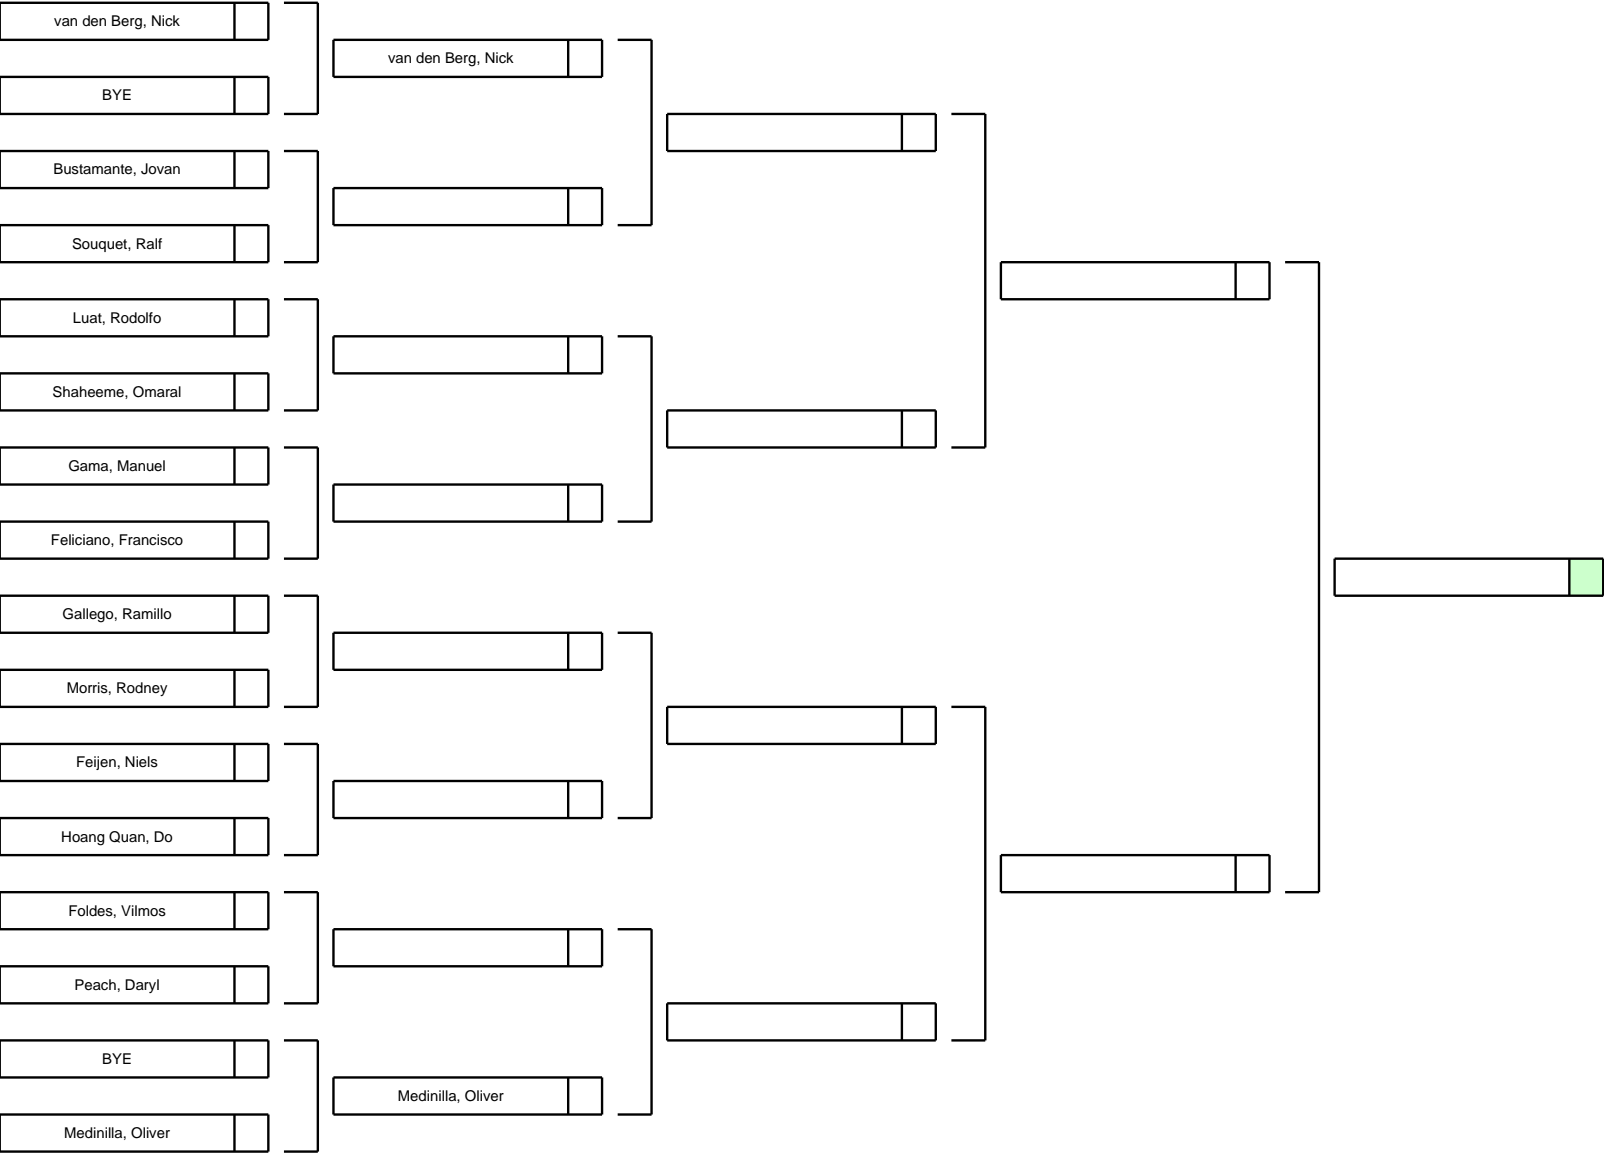 van den Berg, Nick
BYE
Bustamante, Jovan
Souquet, Ralf
Luat, Rodolfo
Shaheeme, Omaral
Gama, Manuel
Feliciano, Francisco
Gallego, Ramillo
Morris, Rodney
Feijen, Niels
Hoang Quan, Do
Foldes, Vilmos
Peach, Daryl
BYE
Medinilla, Oliver
van den Berg, Nick
Medinilla, Oliver